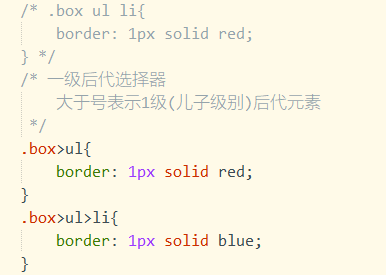 /* .box ul li{
border: 1px solid red;
} */
/* 一级后代选择器
大于号表示1级(儿子级别)后代元素
*/
.box>ul{
border: 1px solid red;
}
.box>ul>li{
border: 1px solid blue;
}